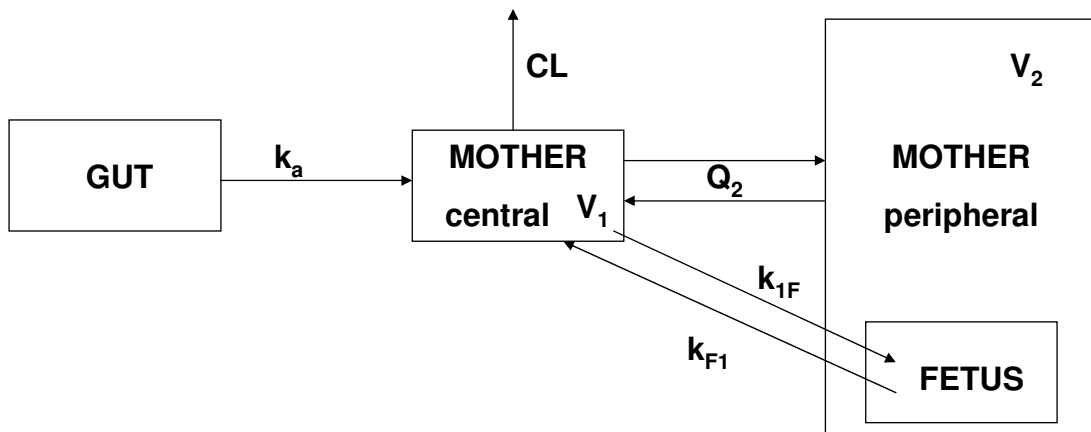 CL
V2
GUT
ka
MOTHER
central V1
Q2
MOTHER
peripheral
k1F
kF1
FETUS